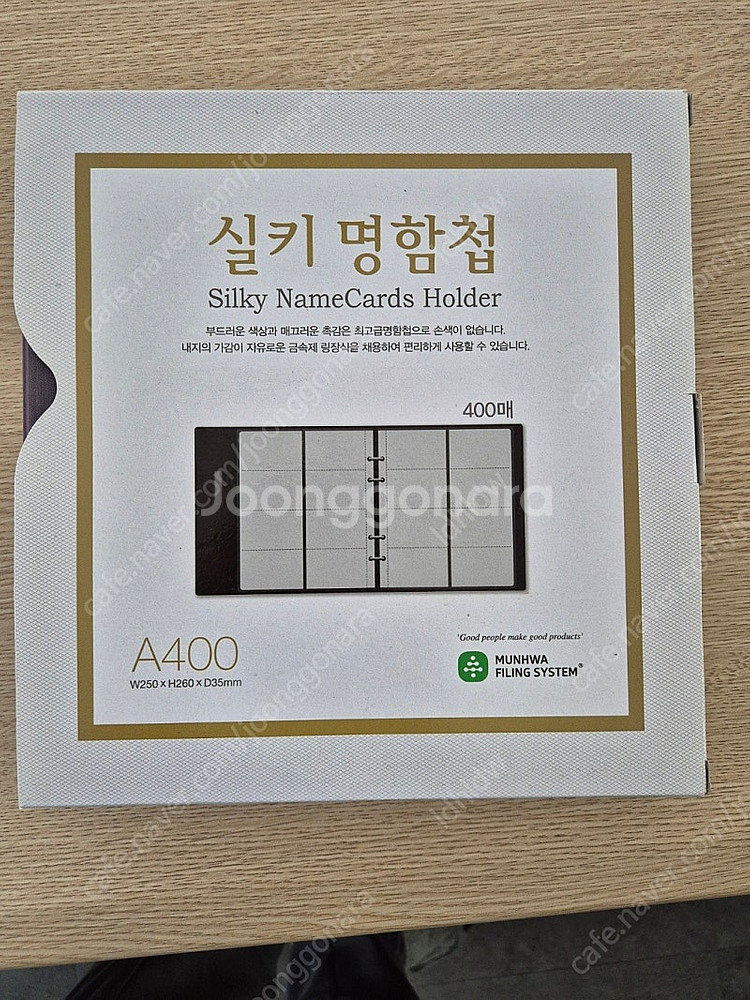 실키 명함첩
Silky NameCards Holder
부드러운 색상과 매끄러운 촉감은 최고급명함첩으로 손색이 없습니다.
내지의 가감이 자유로운 금속제 링장식을 채용하여 편리하게 사용할 수 있습니다.
400매
Joonggonara
A400
W250 x H260 x D35mm
'Good people make good products'
MUNHWA
FILING SYSTEM®
cafe.naver.com/joonggonara